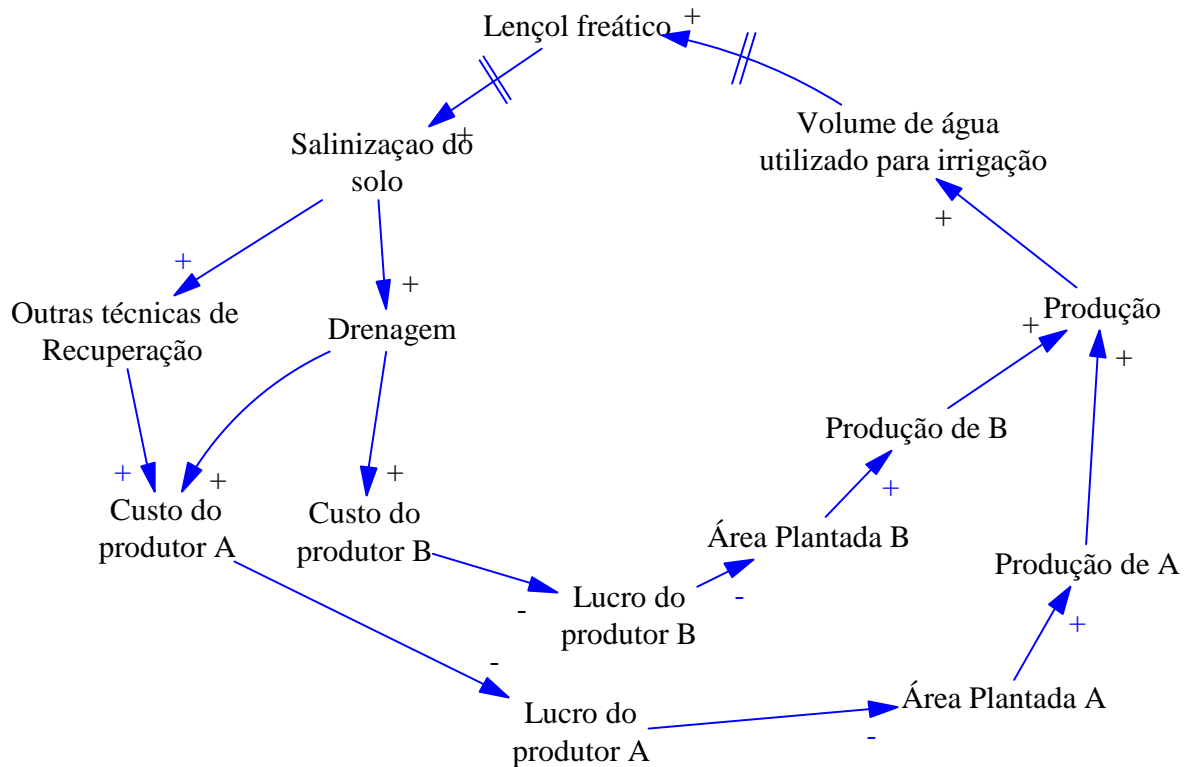 Lençol freático
+
Volume de água
utilizado para irrigação
+
Salinizaçao do
solo
+
+
+
Outras técnicas de
Recuperação
Drenagem
Produção
+
+
Produção de B
+
+
+
+
Custo do
produtor A
Custo do
produtor B
Área Plantada B
-
-
Lucro do
produtor B
Produção de A
+
-
Lucro do
produtor A
-
Área Plantada A